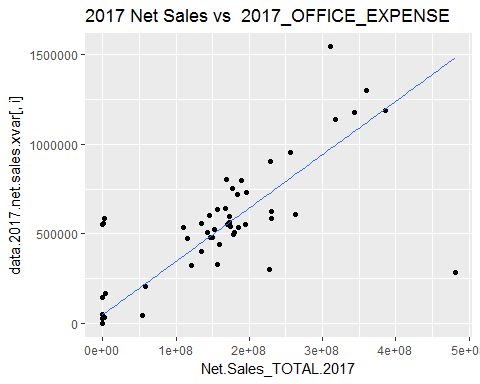 2017 Net Sales vs  2017_OFFICE_EXPENSE
1500000
1000000
500000
0
data.2017.net.sales.xvar[, i]
0e+00 1e+08 2e+08 3e+08 4e+08 5e+0
Net.Sales_TOTAL.2017